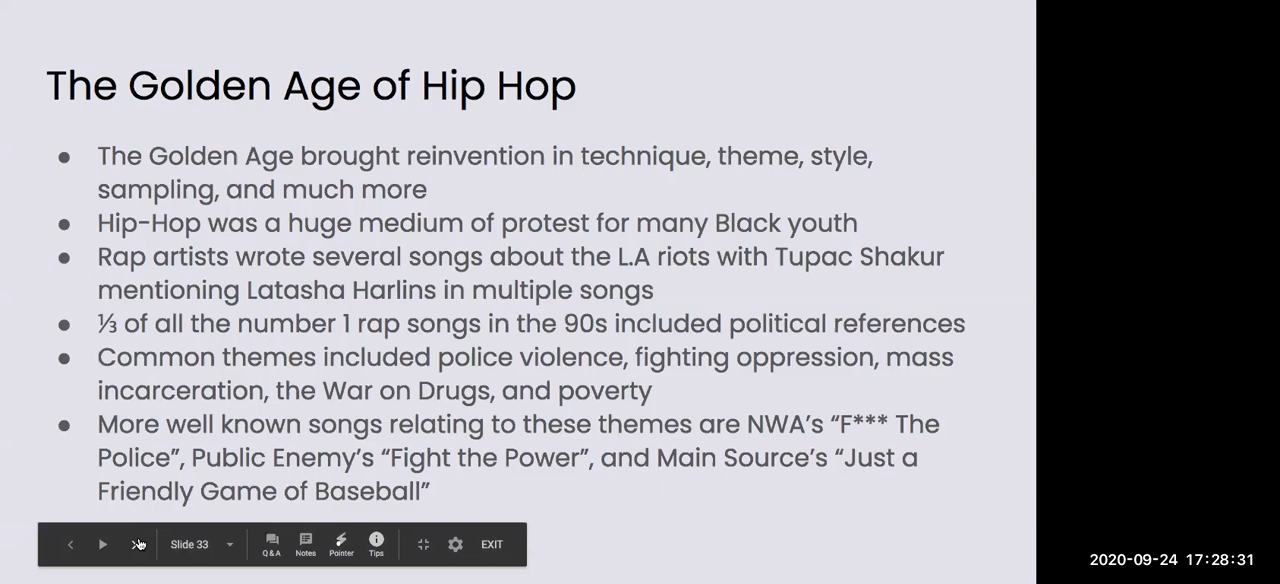 The Golden Age of Hip Hop
● The Golden Age brought reinvention in technique, theme, style,
sampling, and much more
● Hip-Hop was a huge medium of protest for many Black youth
● Rap artists wrote several songs about the L.A riots with Tupac Shakur
mentioning Latasha Harlins in multiple songs
● ⅓ of all the number 1 rap songs in the 90s included political references
● Common themes included police violence, fighting oppression, mass
incarceration, the War on Drugs, and poverty
● More well known songs relating to these themes are NWA’s “F*** The
Police”, Public Enemy’s “Fight the Power”, and Main Source’s “Just a
Friendly Game of Baseball”
Slide 33
Q&A
Notes
Pointer
Tips
EXIT
2020-09-24 17:28:31